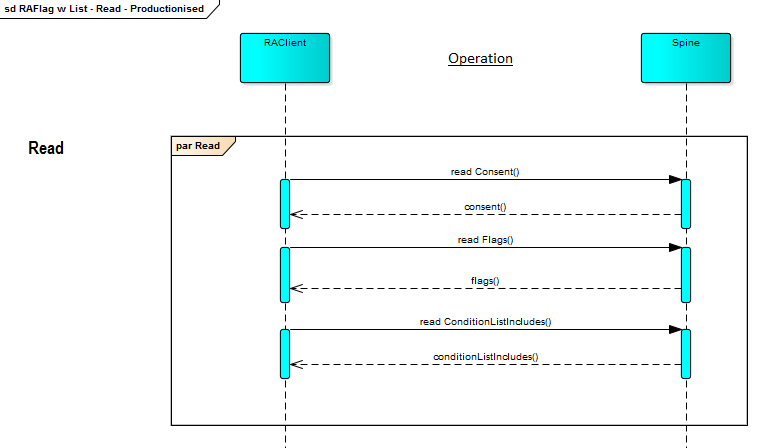 sd RAFlag w List - Read - Productionised
RAClient
Operation
Spine
Read
par Read
read Consent()
consent()
read Flags()
flags()
read ConditionListIncludes()
conditionListIncludes()